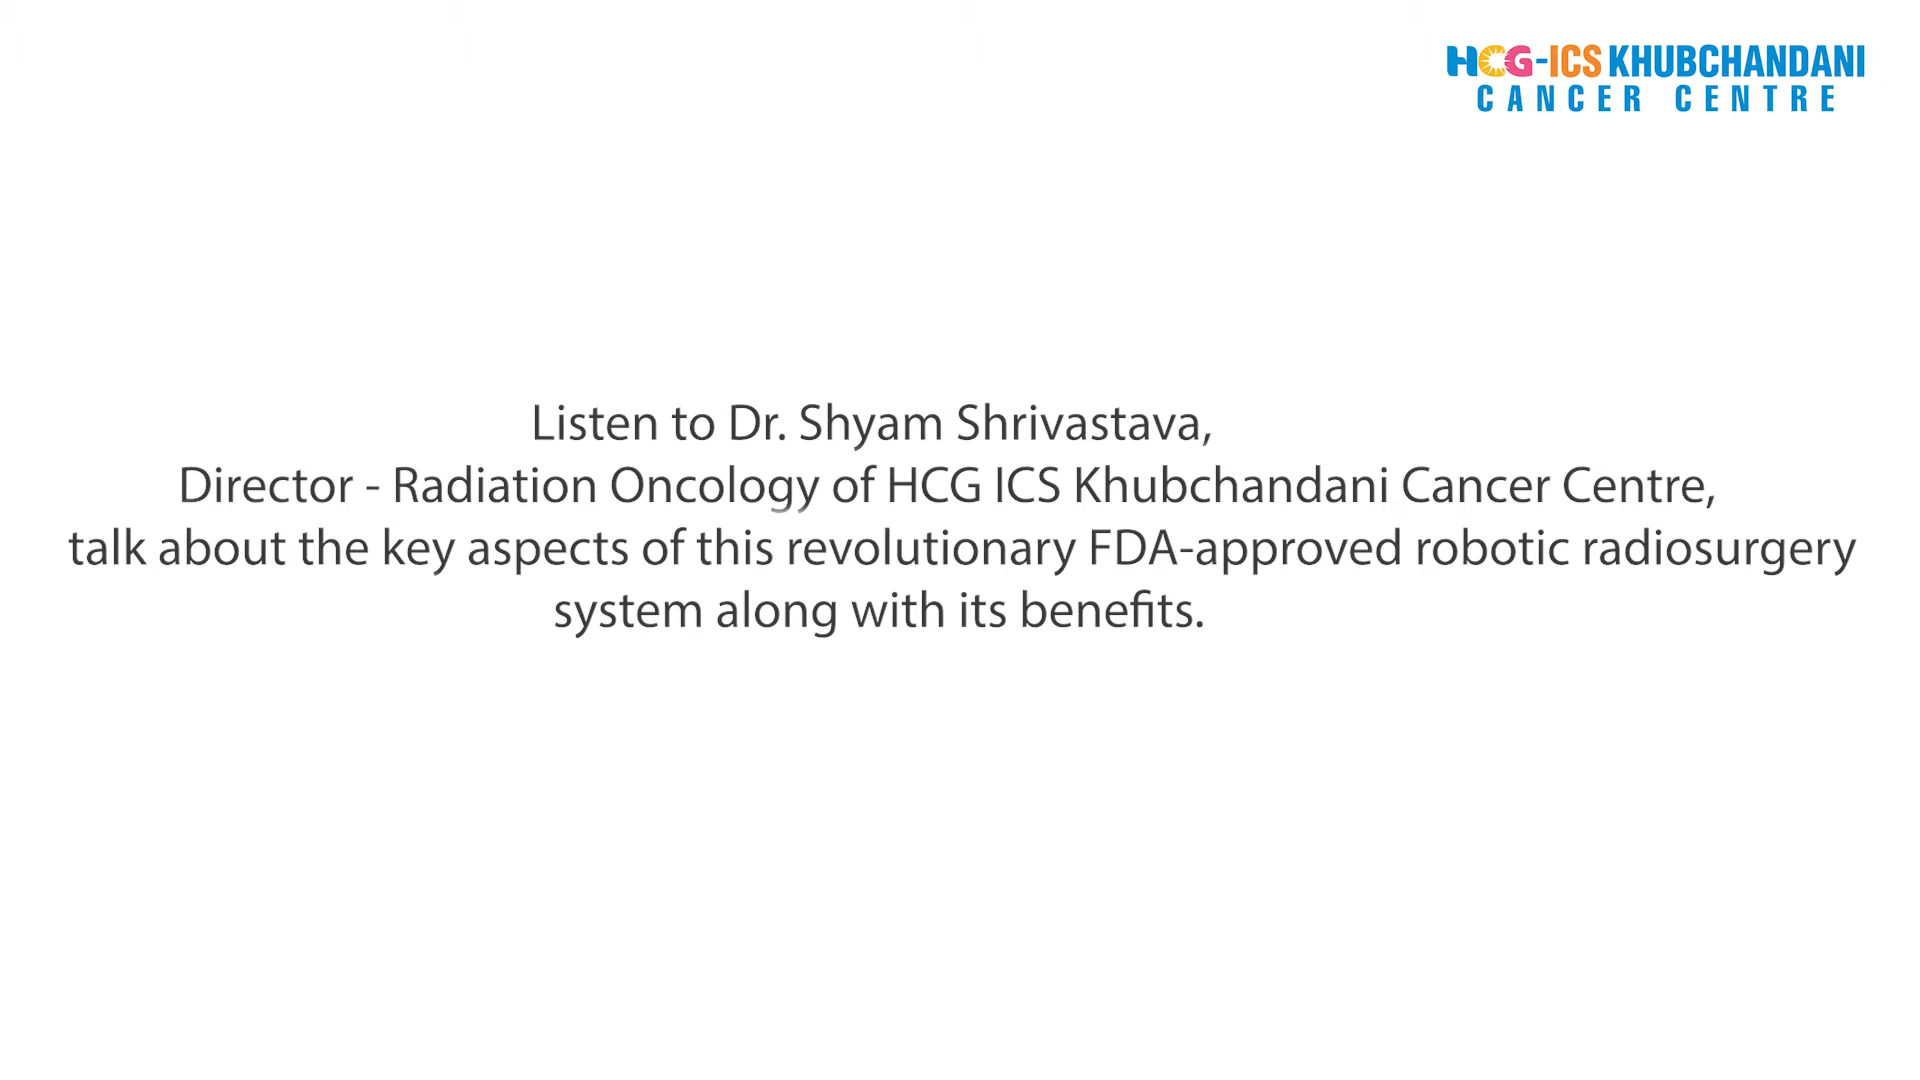 HCG-ICS KHUBCHANDANI
CANCER CENTRE
Listen to Dr. Shyam Shrivastava,
Director - Radiation Oncology of HCG ICS Khubchandani Cancer Centre,
talk about the key aspects of this revolutionary FDA-approved robotic radiosurgery
system along with its benefits.